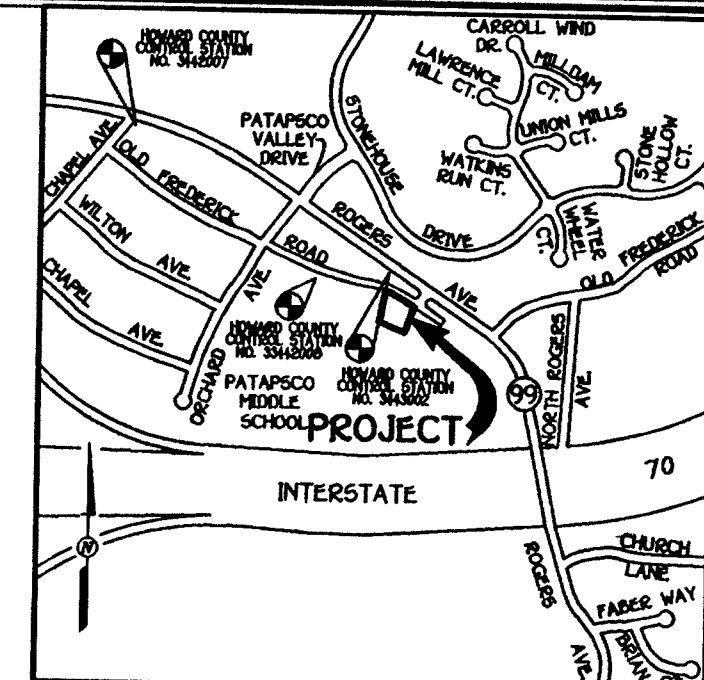 HOWARD COUNTY
CONTROL STATION
NO. 3142007
CARROLL WIND
DR.
LAWRENCE
MILL CT.
MILLDAM
CT.
UNION MILLS
CT.
STONE
HOLLOW
CT.
WATKINS
RUN CT.
PATAPSCO
VALLEY
DRIVE
STONEHOUSE
DRIVE
WATER
WHEEL
CT.
CHAPEL AVE.
OLD FREDERICK
ROAD
ROGERS
AVE.
OLD FREDERICK
ROAD
WILTON
AVE.
CHAPEL
AVE.
ORCHARD
AVE.
HOWARD COUNTY
CONTROL STATION
NO. 33442008
HOWARD COUNTY
CONTROL STATION
NO. 3443002
PATAPSCO
MIDDLE
SCHOOL
PROJECT
99
NORTH ROGERS
AVE.
INTERSTATE
70
N
ROGERS
AVE.
CHURCH
LANE
FABER WAY
BRIAN